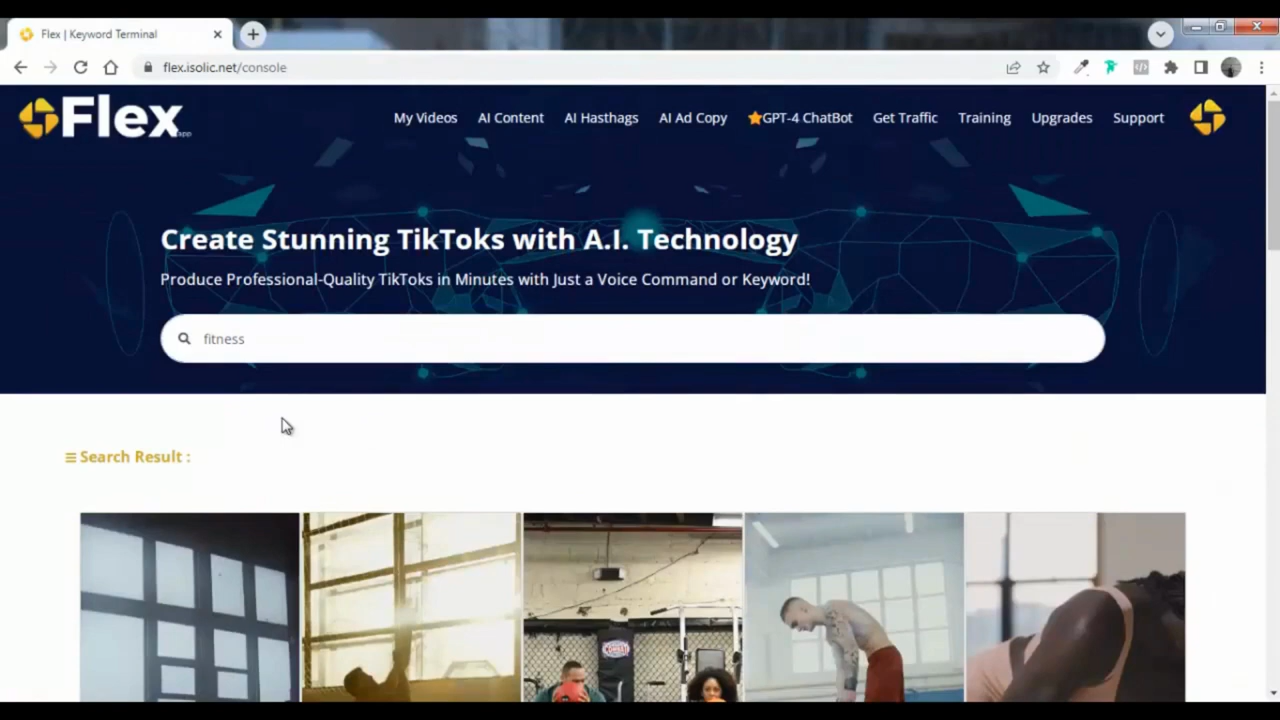 Flex | Keyword Terminal
flex.isolic.net/console
Flex app
My Videos AI Content AI Hasthags AI Ad Copy GPT-4 ChatBot Get Traffic Training Upgrades Support
Create Stunning TikToks with A.I. Technology
Produce Professional-Quality TikToks in Minutes with Just a Voice Command or Keyword!
fitness
Search Result :
COMBAT